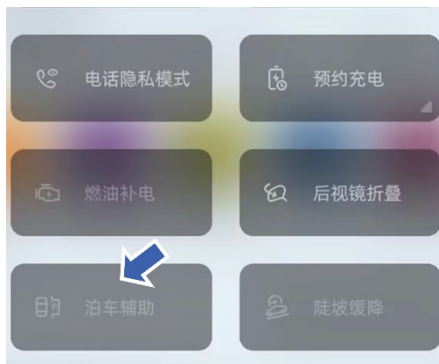 电话隐私模式
预约充电
燃油补电
后视镜折叠
泊车辅助
陡坡缓降